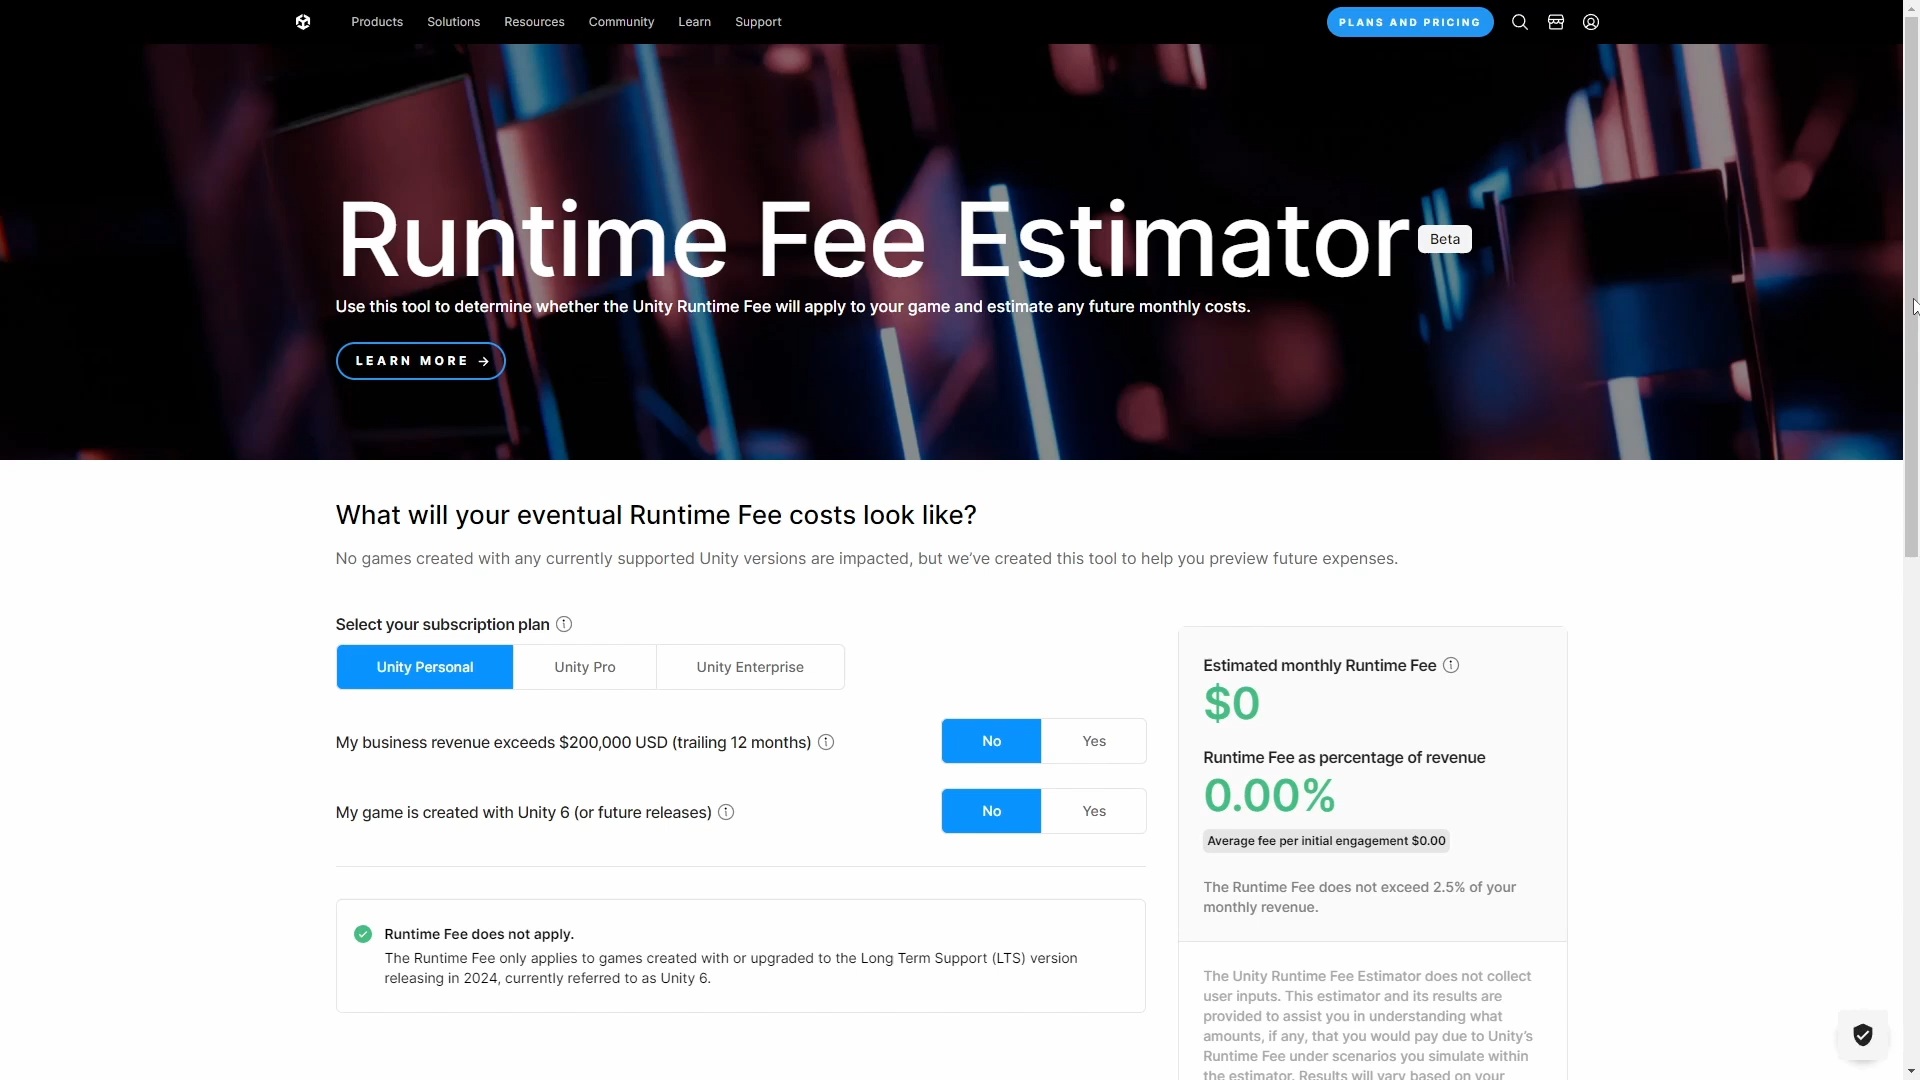 Products Solutions Resources Community Learn Support PLANS AND PRICING
Runtime Fee Estimator Beta
Use this tool to determine whether the Unity Runtime Fee will apply to your game and estimate any future monthly costs.
LEARN MORE →
What will your eventual Runtime Fee costs look like?
No games created with any currently supported Unity versions are impacted, but we’ve created this tool to help you preview future expenses.
Select your subscription plan
Unity Personal Unity Pro Unity Enterprise
My business revenue exceeds $200,000 USD (trailing 12 months) No Yes
My game is created with Unity 6 (or future releases) No Yes
Runtime Fee does not apply.
The Runtime Fee only applies to games created with or upgraded to the Long Term Support (LTS) version
releasing in 2024, currently referred to as Unity 6.
Estimated monthly Runtime Fee
$0
Runtime Fee as percentage of revenue
0.00%
Average fee per initial engagement $0.00
The Runtime Fee does not exceed 2.5% of your
monthly revenue.
The Unity Runtime Fee Estimator does not collect
user inputs. This estimator and its results are
provided to assist you in understanding what
amounts, if any, that you would pay due to Unity’s
Runtime Fee under scenarios you simulate within
the estimator. Results will vary based on your